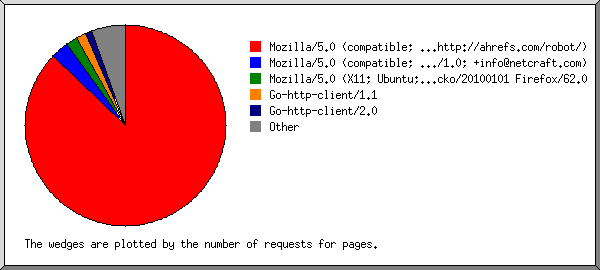 Mozilla/5.0 (compatible; ...http://ahrefs.com/robot/)
Mozilla/5.0 (compatible; .../1.0; +info@netcraft.com)
Mozilla/5.0 (X11; Ubuntu;...cko/20100101 Firefox/62.0
Go-http-client/1.1
Go-http-client/2.0
Other
The wedges are plotted by the number of requests for pages.